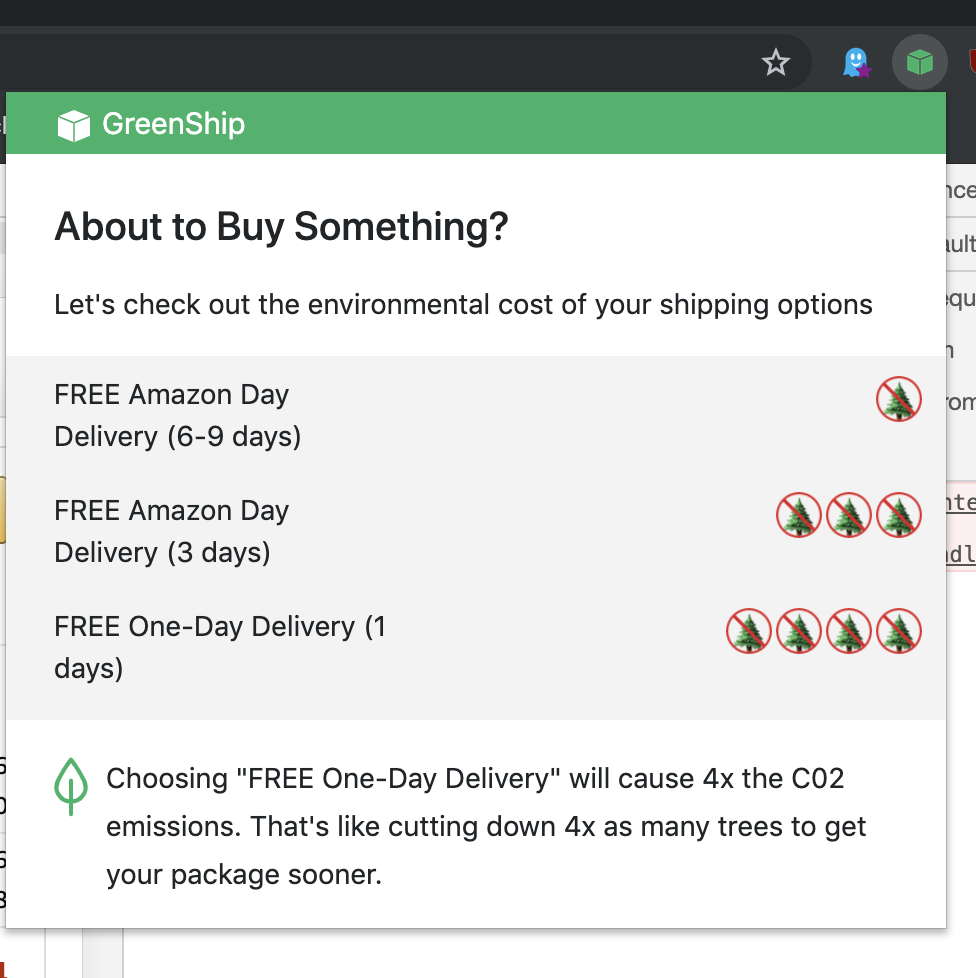 GreenShip
About to Buy Something?
Let's check out the environmental cost of your shipping options
FREE Amazon Day
Delivery (6-9 days)
FREE Amazon Day
Delivery (3 days)
FREE One-Day Delivery (1
days)
Choosing "FREE One-Day Delivery" will cause 4x the C02
emissions. That's like cutting down 4x as many trees to get
your package sooner.